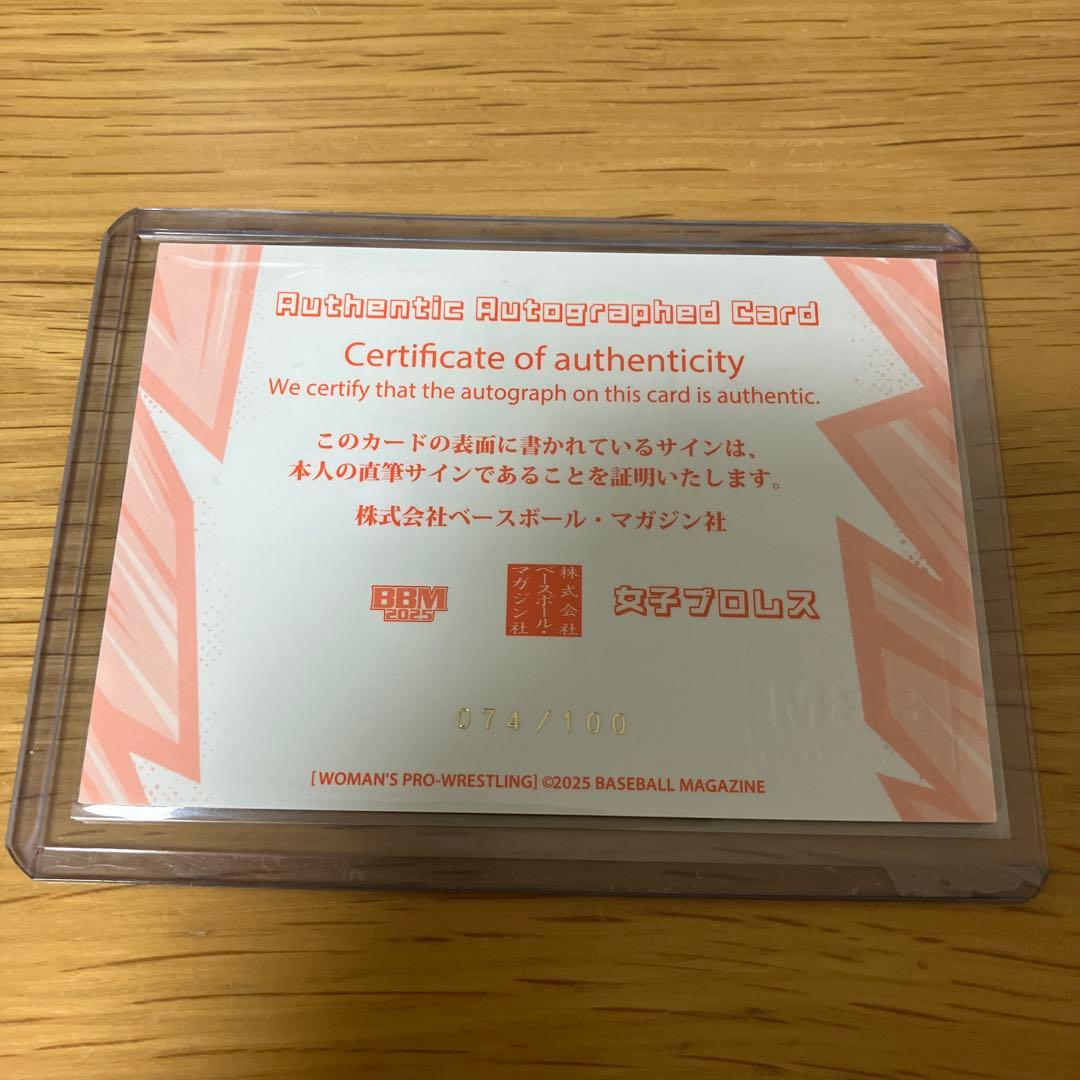 Authentic Autographed Card
Certificate of authenticity
We certify that the autograph on this card is authentic.
このカードの表面に書かれているサインは、
本人の直筆サインであることを証明いたします。
株式会社ベースボール・マガジン社
BBM
2025
株式会社
ベースボール・
マガジン社
女子プロレス
074/100
[WOMAN'S PRO-WRESTLING] ©2025 BASEBALL MAGAZINE